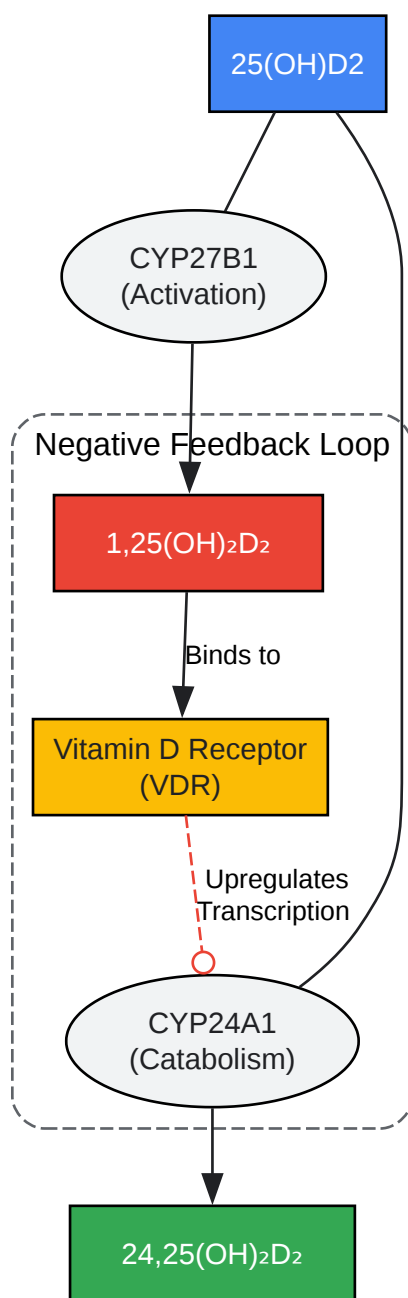 25(OH)D2
CYP27B1
(Activation)
Negative Feedback Loop
1,25(OH)₂D₂
Binds to
Vitamin D Receptor
(VDR)
Upregulates
Transcription
CYP24A1
(Catabolism)
24,25(OH)₂D₂